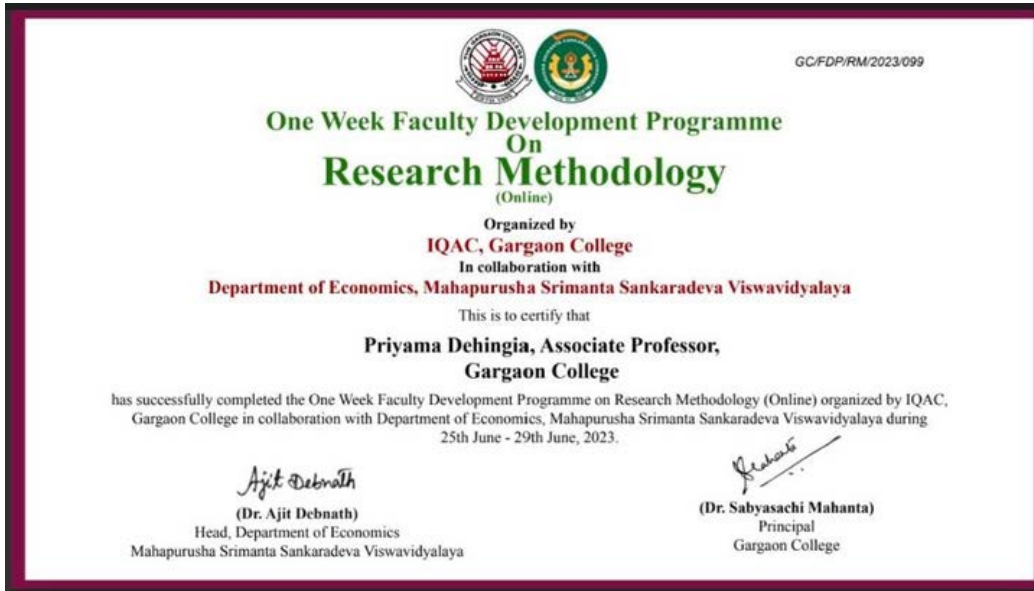 GC/FDP/RM/2023/099
One Week Faculty Development Programme
On
Research Methodology
(Online)
Organized by
IQAC, Gargaon College
In collaboration with
Department of Economics, Mahapurusha Srimanta Sankaradeva Viswavidyalaya
This is to certify that
Priyama Dehingia, Associate Professor,
Gargaon College
has successfully completed the One Week Faculty Development Programme on Research Methodology (Online) organized by IQAC,
Gargaon College in collaboration with Department of Economics, Mahapurusha Srimanta Sankaradeva Viswavidyalaya during
25th June - 29th June, 2023.
Ajit Debnath
(Dr. Ajit Debnath)
Head, Department of Economics
Mahapurusha Srimanta Sankaradeva Viswavidyalaya
(Dr. Sabyasachi Mahanta)
Principal
Gargaon College